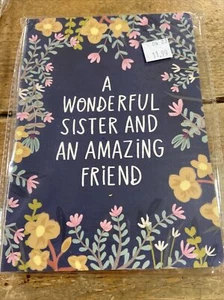 A
WONDERFUL
SISTER AND
AN AMAZING
FRIEND